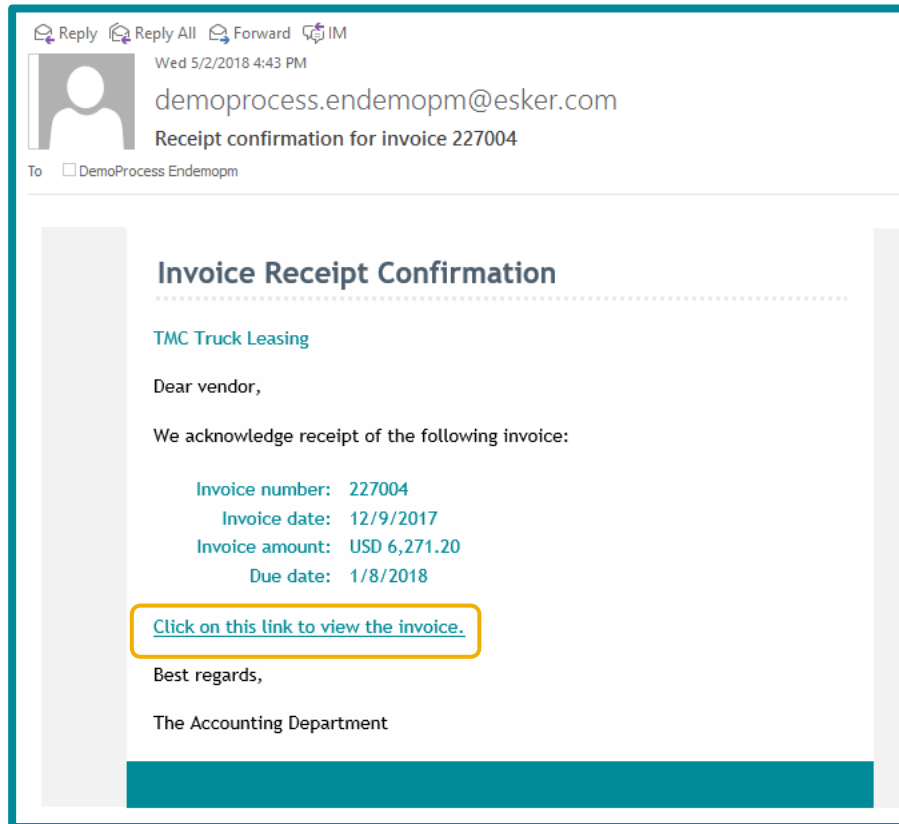 Reply Reply All Forward IM
Wed 5/2/2018 4:43 PM
demoprocess.endemopm@esker.com
Receipt confirmation for invoice 227004
To DemoProcess Endemopm
Invoice Receipt Confirmation
TMC Truck Leasing
Dear vendor,
We acknowledge receipt of the following invoice:
Invoice number: 227004
Invoice date: 12/9/2017
Invoice amount: USD 6,271.20
Due date: 1/8/2018
Click on this link to view the invoice.
Best regards,
The Accounting Department